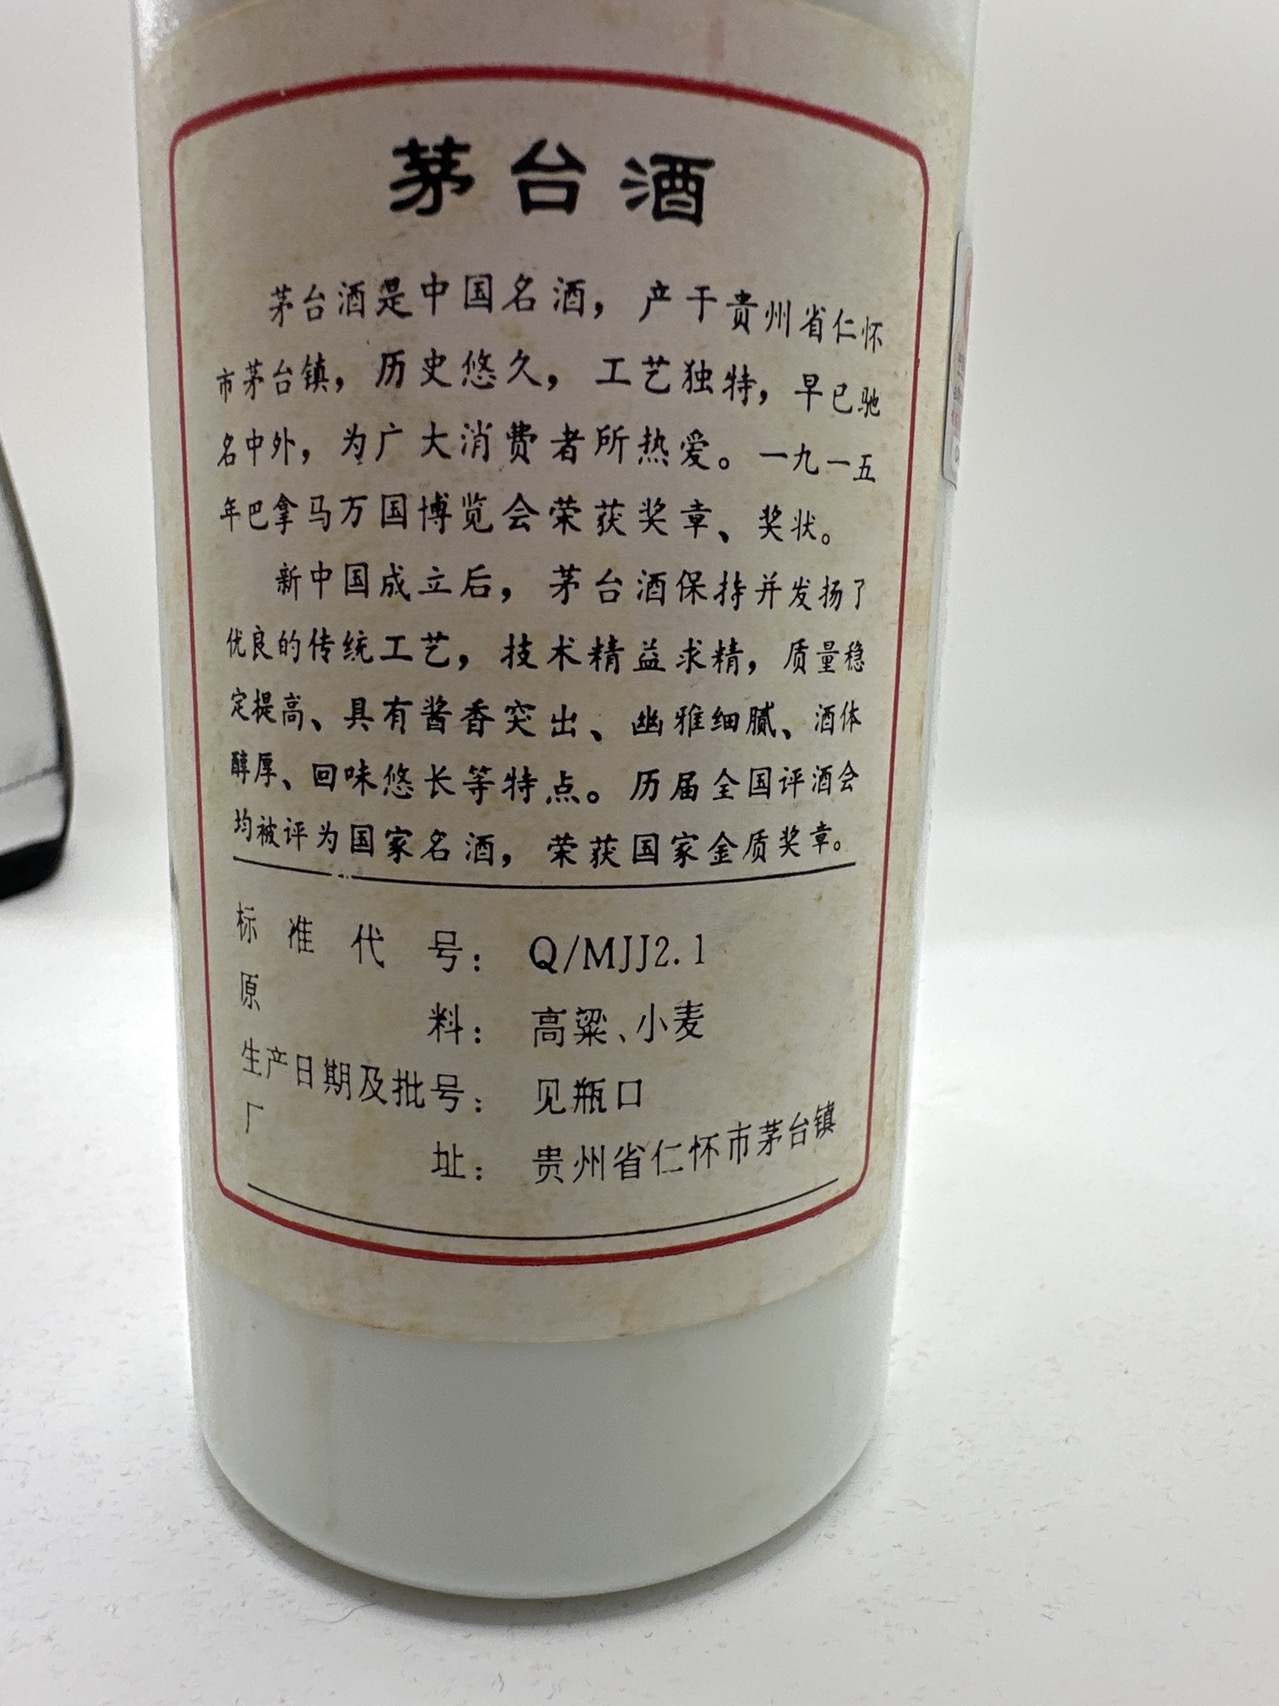 茅台酒
茅台酒是中国名酒，产于贵州省仁怀
市茅台镇，历史悠久，工艺独特，早已驰
名中外，为广大消费者所热爱。一九一五
年巴拿马万国博览会荣获奖章、奖状。
新中国成立后，茅台酒保持并发扬了
优良的传统工艺，技术精益求精，质量稳
定提高、具有酱香突出、幽雅细腻、酒体
醇厚、回味悠长等特点。历届全国评酒会
均被评为国家名酒，荣获国家金质奖章。
标准代号：Q/MJJ2.1
原料：高粱、小麦
生产日期及批号：见瓶口
厂址：贵州省仁怀市茅台镇